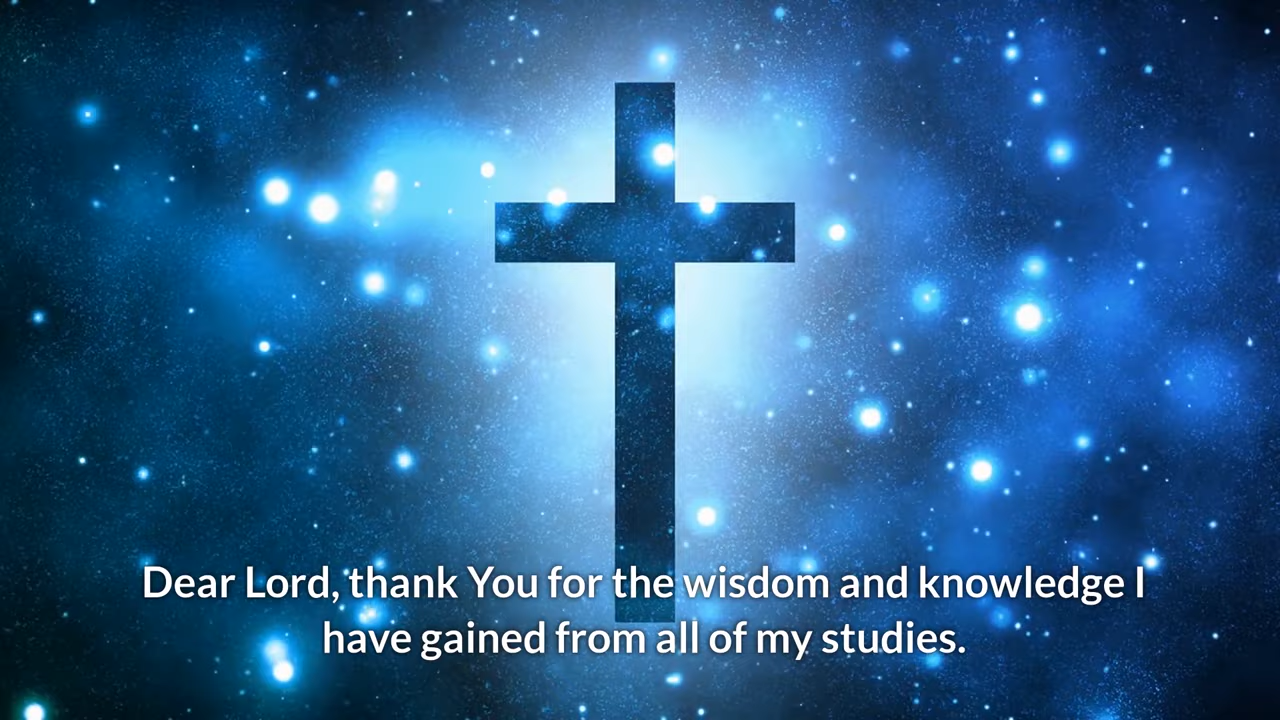 Dear Lord, thank You for the wisdom and knowledge I
have gained from all of my studies.